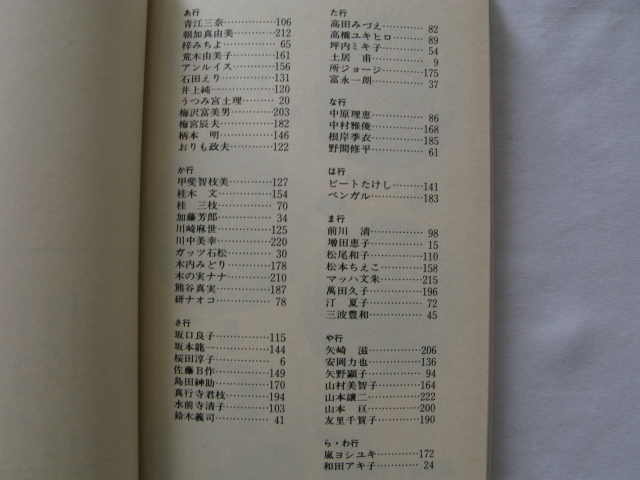 あ行
青江三奈…………106
朝加真由美…………212
梓みちよ…………65
荒木由美子…………161
アンルイス…………156
石田えり…………131
井上純一…………120
うつみ宮土理…………20
梅沢富美男…………203
梅宮辰夫…………182
柄本 明…………146
おりも政夫…………122
か行
甲斐智枝美…………127
桂木 文…………154
桂 三枝…………70
加藤芳郎…………34
川崎麻世…………125
川中美幸…………220
ガッツ石松…………30
木内みどり…………178
木の実ナナ…………210
熊谷真実…………187
研ナオコ…………78
さ行
坂口良子…………115
坂本龍一…………144
桜田淳子…………6
佐藤B作…………149
島田紳助…………170
真行寺君枝…………194
水前寺清子…………103
鈴木義司…………41
た行
高田みづえ…………82
高橋ユキヒロ…………89
坪内ミキ子…………54
土居 甫…………9
所ジョージ…………175
富永一朗…………37
な行
中原理恵…………86
中村雅俊…………168
根岸季衣…………185
野間修平…………61
は行
ビートたけし…………141
ベンガル…………183
ま行
前川 清…………98
増田恵子…………15
松尾和子…………110
松本ちえこ…………158
マッハ文朱…………215
萬田久子…………196
汀 夏子…………72
三波豊和…………45
や行
矢崎 滋…………206
安岡力也…………136
矢野顕子…………94
山村美智子…………164
山本譲二…………222
山本 亘…………200
友里千賀子…………190
ら・わ行
嵐ヨシユキ…………172
和田アキ子…………24